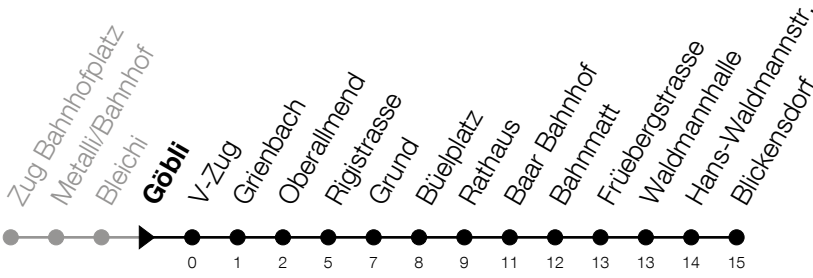 Zug Bahnhofplatz
Metalli/Bahnhof
Bleichi
Göbli
V-Zug
Grienbach
Oberallmend
Rigistrasse
Grund
Büelplatz
Rathaus
Baar Bahnhof
Bahnmatt
Früebergstrasse
Waldmannhalle
Hans-Waldmannstr.
Blickensdorf
0 1 2 5 7 8 9 11 12 13 13 14 15